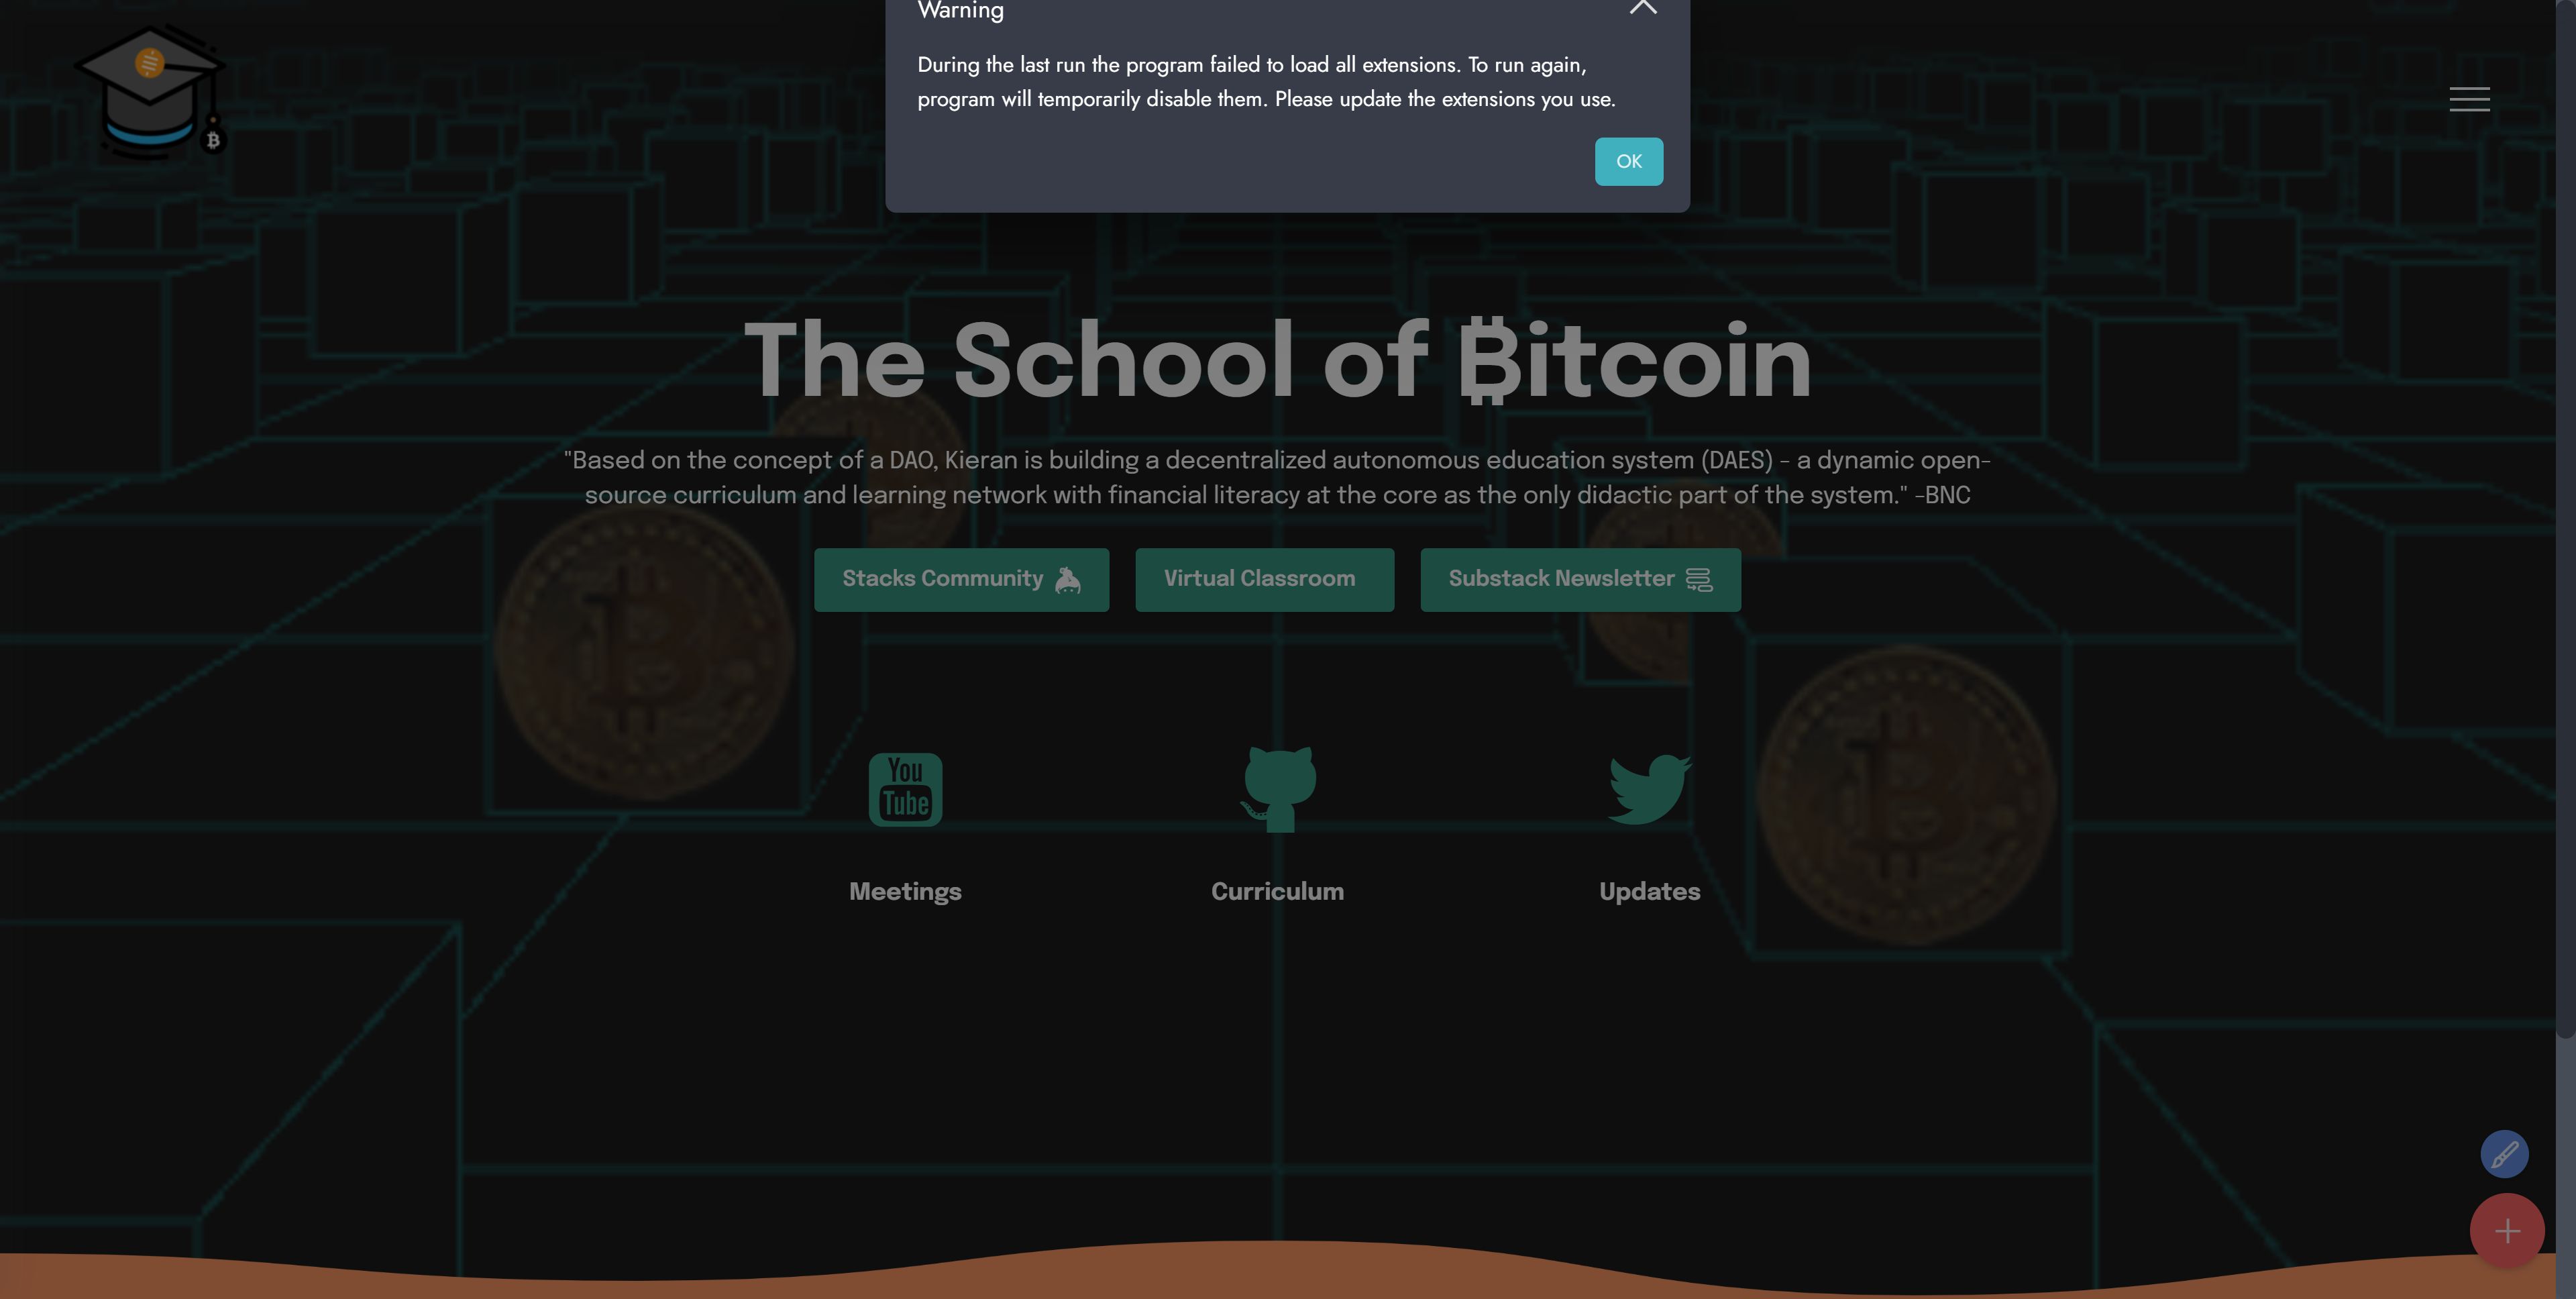 Warning
During the last run the program failed to load all extensions. To run again,
program will temporarily disable them. Please update the extensions you use.
OK
The School of ₿itcoin
"Based on the concept of a DAO, Kieran is building a decentralized autonomous education system (DAES) - a dynamic open-
source curriculum and learning network with financial literacy at the core as the only didactic part of the system." -BNC
Stacks Community
Virtual Classroom
Substack Newsletter
You
Tube
Meetings
Curriculum
Updates